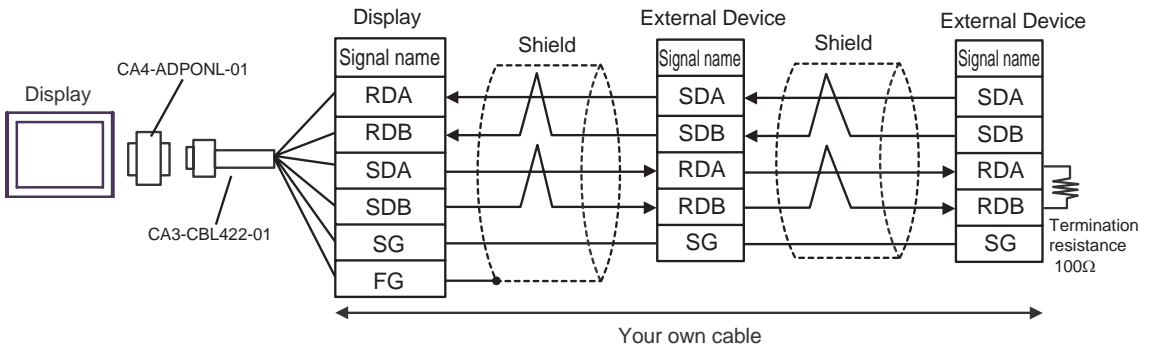 Display
CA4-ADPONL-01
CA3-CBL422-01
Display
Signal name
RDA
RDB
SDA
SDB
SG
FG
Shield
External Device
Signal name
SDA
SDB
RDA
RDB
SG
Shield
External Device
Signal name
SDA
SDB
RDA
RDB
SG
Termination
resistance
100Ω
Your own cable